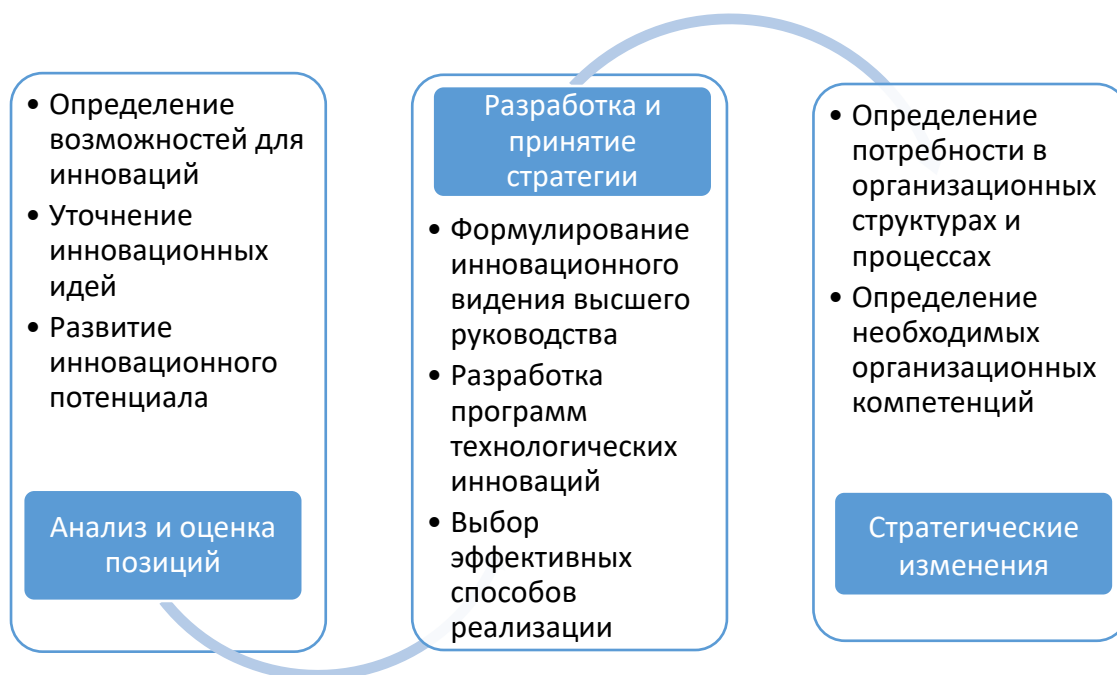 • Определение
возможностей для
инноваций
• Уточнение
инновационных
идей
• Развитие
инновационного
потенциала
Анализ и оценка
позиций
Разработка и
принятие
стратегии
• Формулирование
инновационного
видения высшего
руководства
• Разработка
программ
технологических
инноваций
• Выбор
эффективных
способов
реализации
• Определение
потребности в
организационных
структурах и
процессах
• Определение
необходимых
организационных
компетенций
Стратегические
изменения